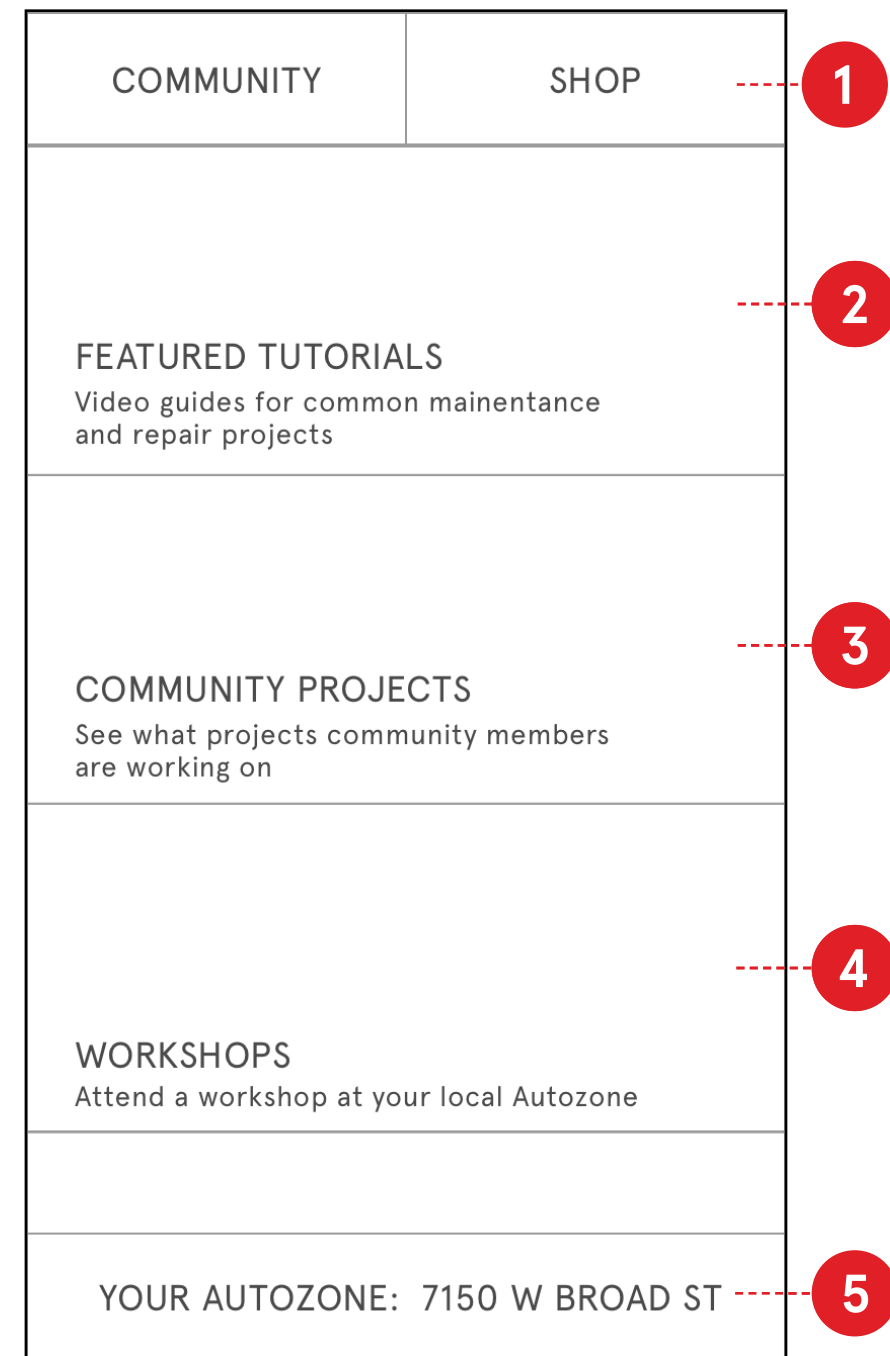 COMMUNITY SHOP 1
2
FEATURED TUTORIALS
Video guides for common mainentance
and repair projects
3
COMMUNITY PROJECTS
See what projects community members
are working on
4
WORKSHOPS
Attend a workshop at your local Autozone
YOUR AUTOZONE: 7150 W BROAD ST 5